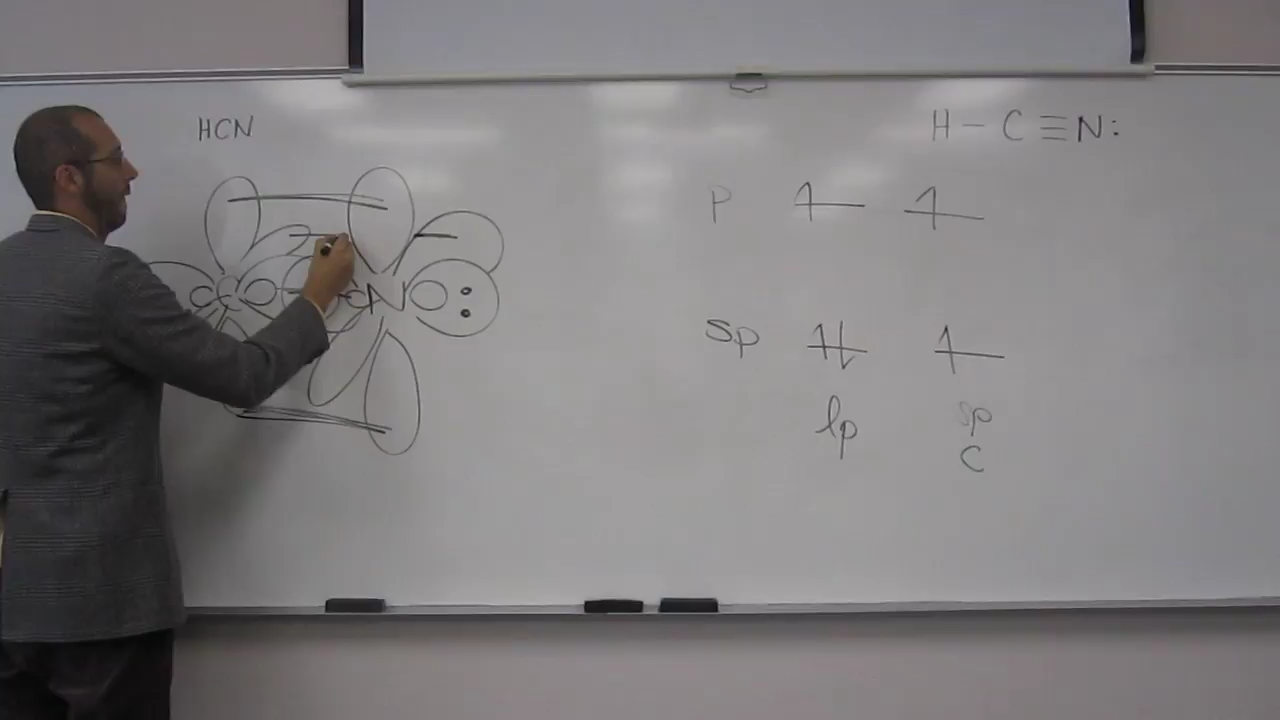 HCN
H – C ≡ N:
p ↿ ↿
C N
sp ↿⇂ ↿
lp sp
C